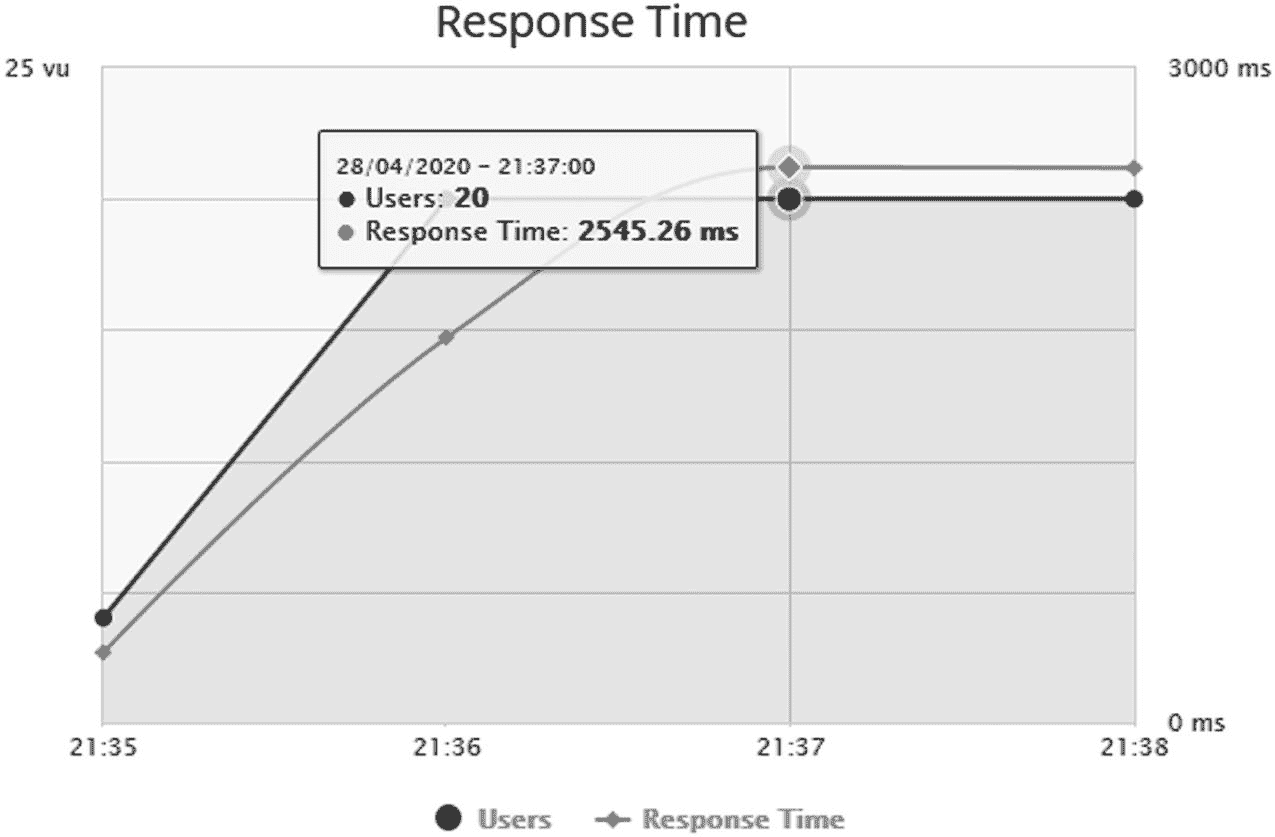 Response Time
25 vu
3000 ms
28/04/2020 - 21:37:00
Users: 20
Response Time: 2545.26 ms
0 ms
21:35
21:36
21:37
21:38
Users
Response Time